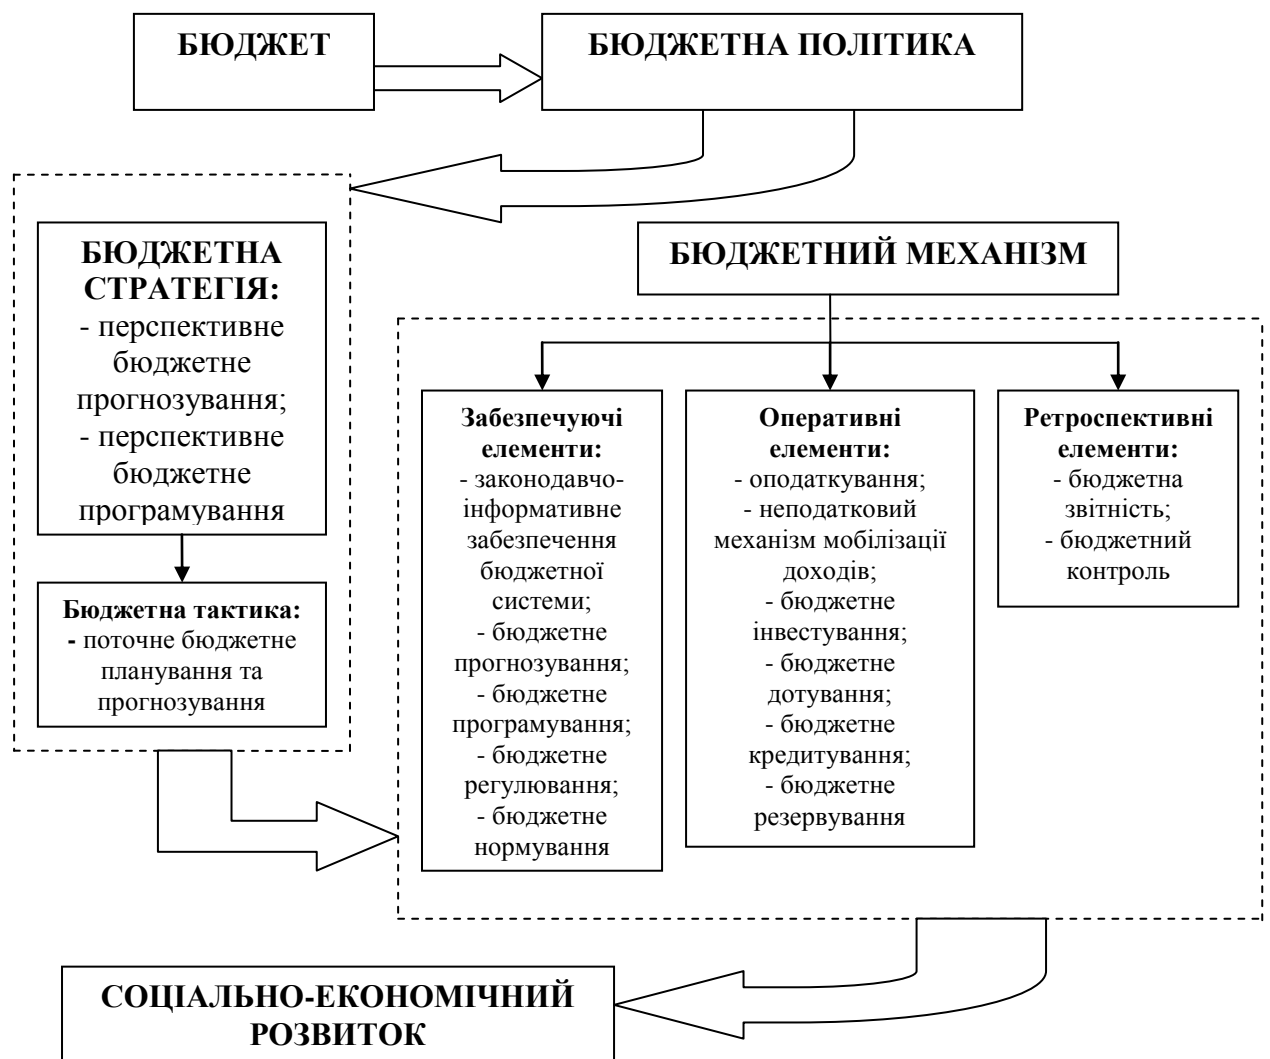 БЮДЖЕТ
БЮДЖЕТНА ПОЛІТИКА
БЮДЖЕТНА
СТРАТЕГІЯ:
- перспективне
бюджетне
прогнозування;
- перспективне
бюджетне
програмування
Бюджетна тактика:
- поточне бюджетне
планування та
прогнозування
БЮДЖЕТНИЙ МЕХАНІЗМ
Забезпечуючі
елементи:
- законодавчо-
інформативне
забезпечення
бюджетної
системи;
- бюджетне
прогнозування;
- бюджетне
програмування;
- бюджетне
регулювання;
- бюджетне
нормування
Оперативні
елементи:
- оподаткування;
- неподатковий
механізм мобілізації
доходів;
- бюджетне
інвестування;
- бюджетне
дотування;
- бюджетне
кредитування;
- бюджетне
резервування
Ретроспективні
елементи:
- бюджетна
звітність;
- бюджетний
контроль
СОЦІАЛЬНО-ЕКОНОМІЧНИЙ
РОЗВИТОК